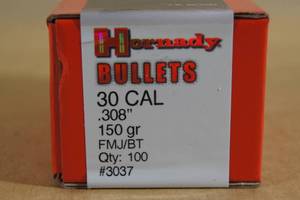 Hornady
BULLETS
30 CAL
.308"
150 gr
FMJ/BT
Qty: 100
#3037